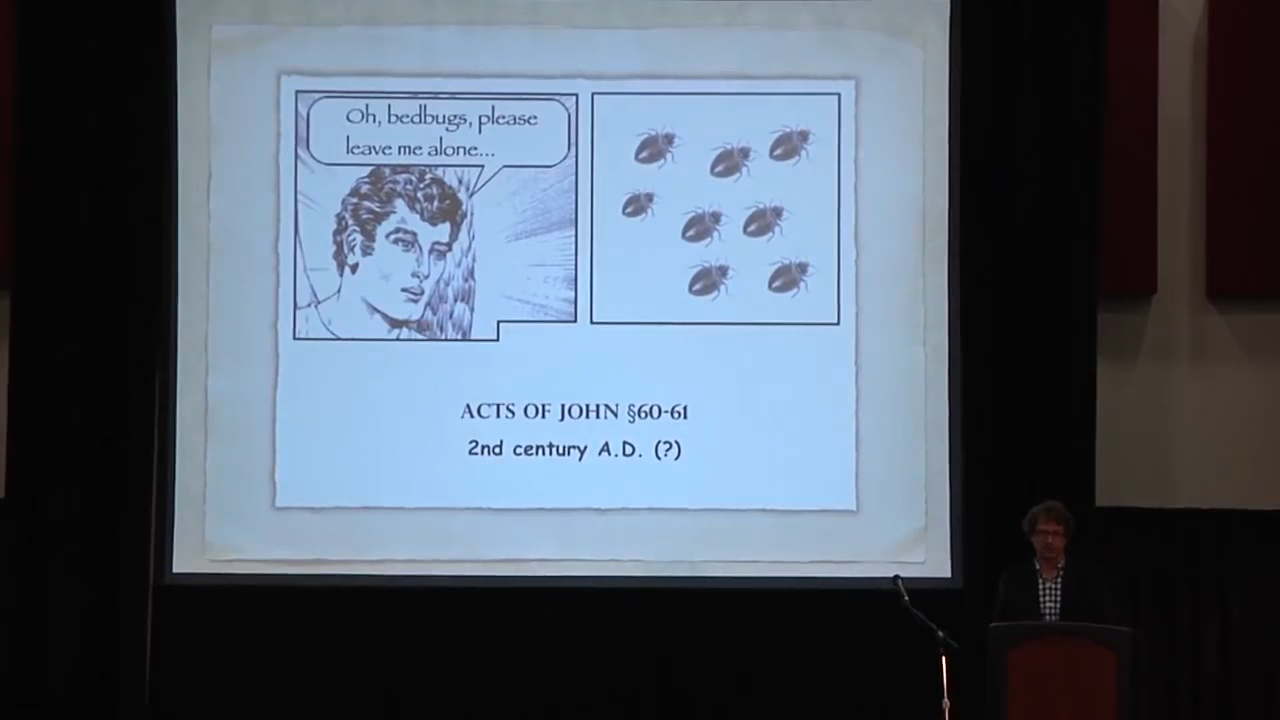 Oh, bedbugs, please
leave me alone...
ACTS OF JOHN §60-61
2nd century A.D. (?)